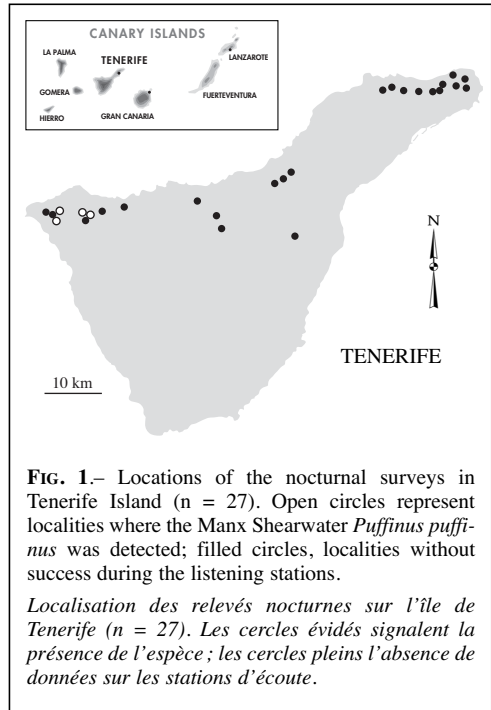 CANARY ISLANDS
LA PALMA
TENERIFE
LANZAROTE
GOMERA
FUERTEVENTURA
HIERRO
GRAN CANARIA
N
TENERIFE
10 km
FIG. 1.– Locations of the nocturnal surveys in
Tenerife Island (n = 27). Open circles represent
localities where the Manx Shearwater Puffinus puffi-
nus was detected; filled circles, localities without
success during the listening stations.
Localisation des relevés nocturnes sur l'île de
Tenerife (n = 27). Les cercles évidés signalent la
présence de l'espèce ; les cercles pleins l'absence de
données sur les stations d'écoute.